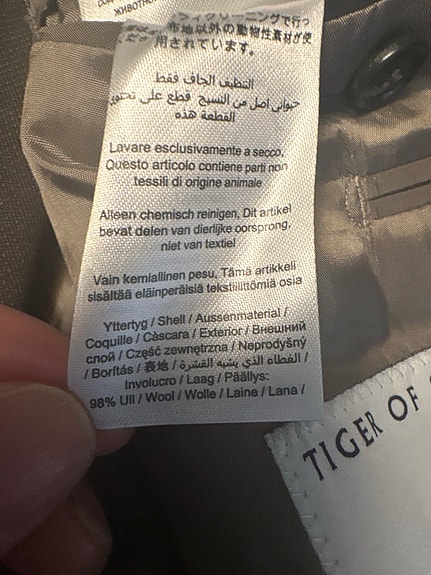 布地以外の動物性素材が使
用されています。
التنظيف الجاف فقط
حيواني اصل من النسيج قطع على تحتوي
القطعة هذه
Lavare esclusivamente a secco,
Questo articolo contiene parti non
tessili di origine animale
Alleen chemisch reinigen, Dit artikel
bevat delen van dierlijke oorsprong,
niet van textiel
Vain kemiallinen pesu, Tämä artikkeli
sisältää eläinperäisiä tekstiilittömiä osia
Yttertyg / Shell / Aussenmaterial /
Coquille / Càscara / Exterior / Внешний
слой / Część zewnętrzna / Neprodyšný
/ Borítás / 表地 / الغطاء الذي يشبه القشرة /
Involucro / Laag / Päällys:
98% Ull / Wool / Wolle / Laine / Lana /
TIGER OF